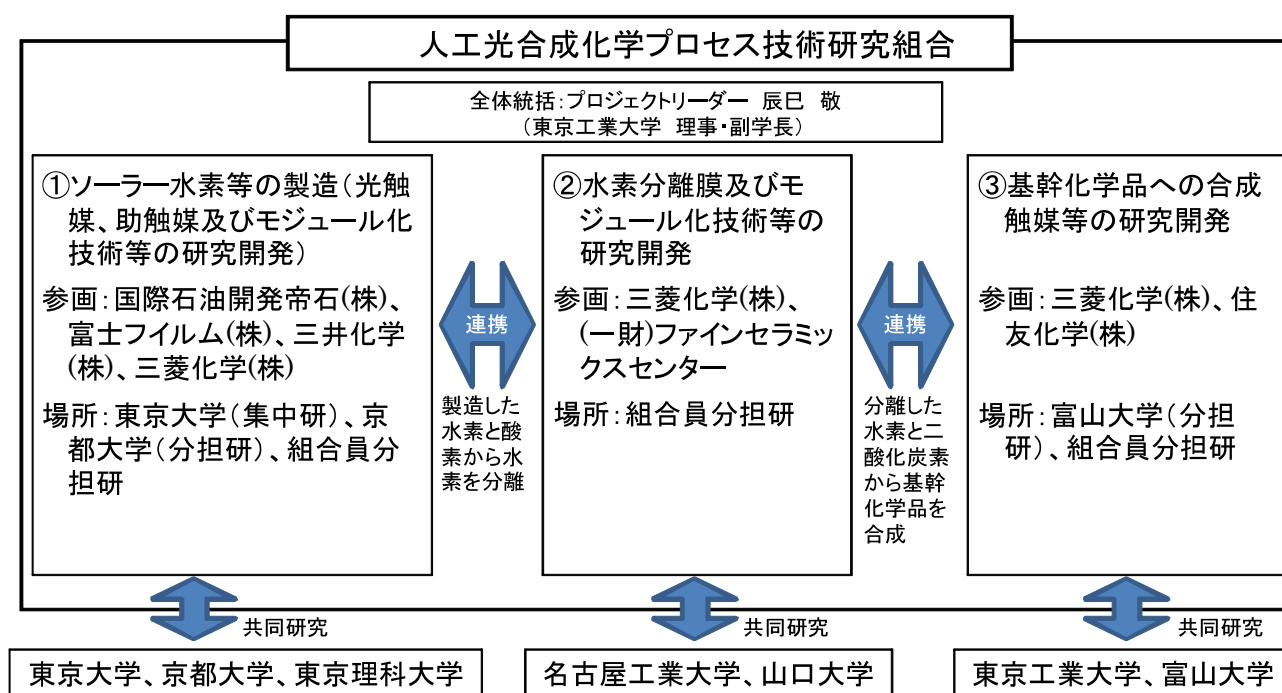 人工光合成化学プロセス技術研究組合
全体統括：プロジェクトリーダー 辰巳 敬
（東京工業大学 理事・副学長）
①ソーラー水素等の製造（光触
媒、助触媒及びモジュール化
技術等の研究開発）
参画：国際石油開発帝石(株)、
富士フイルム(株)、三井化学
(株)、三菱化学(株)
場所：東京大学（集中研）、京
都大学（分担研）、組合員分
担研
連携
製造した
水素と酸
素から水
素を分離
②水素分離膜及びモ
ジュール化技術等の
研究開発
参画：三菱化学(株)、
(一財)ファインセラミッ
クスセンター
場所：組合員分担研
連携
分離した
水素と二
酸化炭素
から基幹
化学品を
合成
③基幹化学品への合成
触媒等の研究開発
参画：三菱化学(株)、住
友化学(株)
場所：富山大学（分担
研）、組合員分担研
共同研究
共同研究
共同研究
東京大学、京都大学、東京理科大学
名古屋工業大学、山口大学
東京工業大学、富山大学